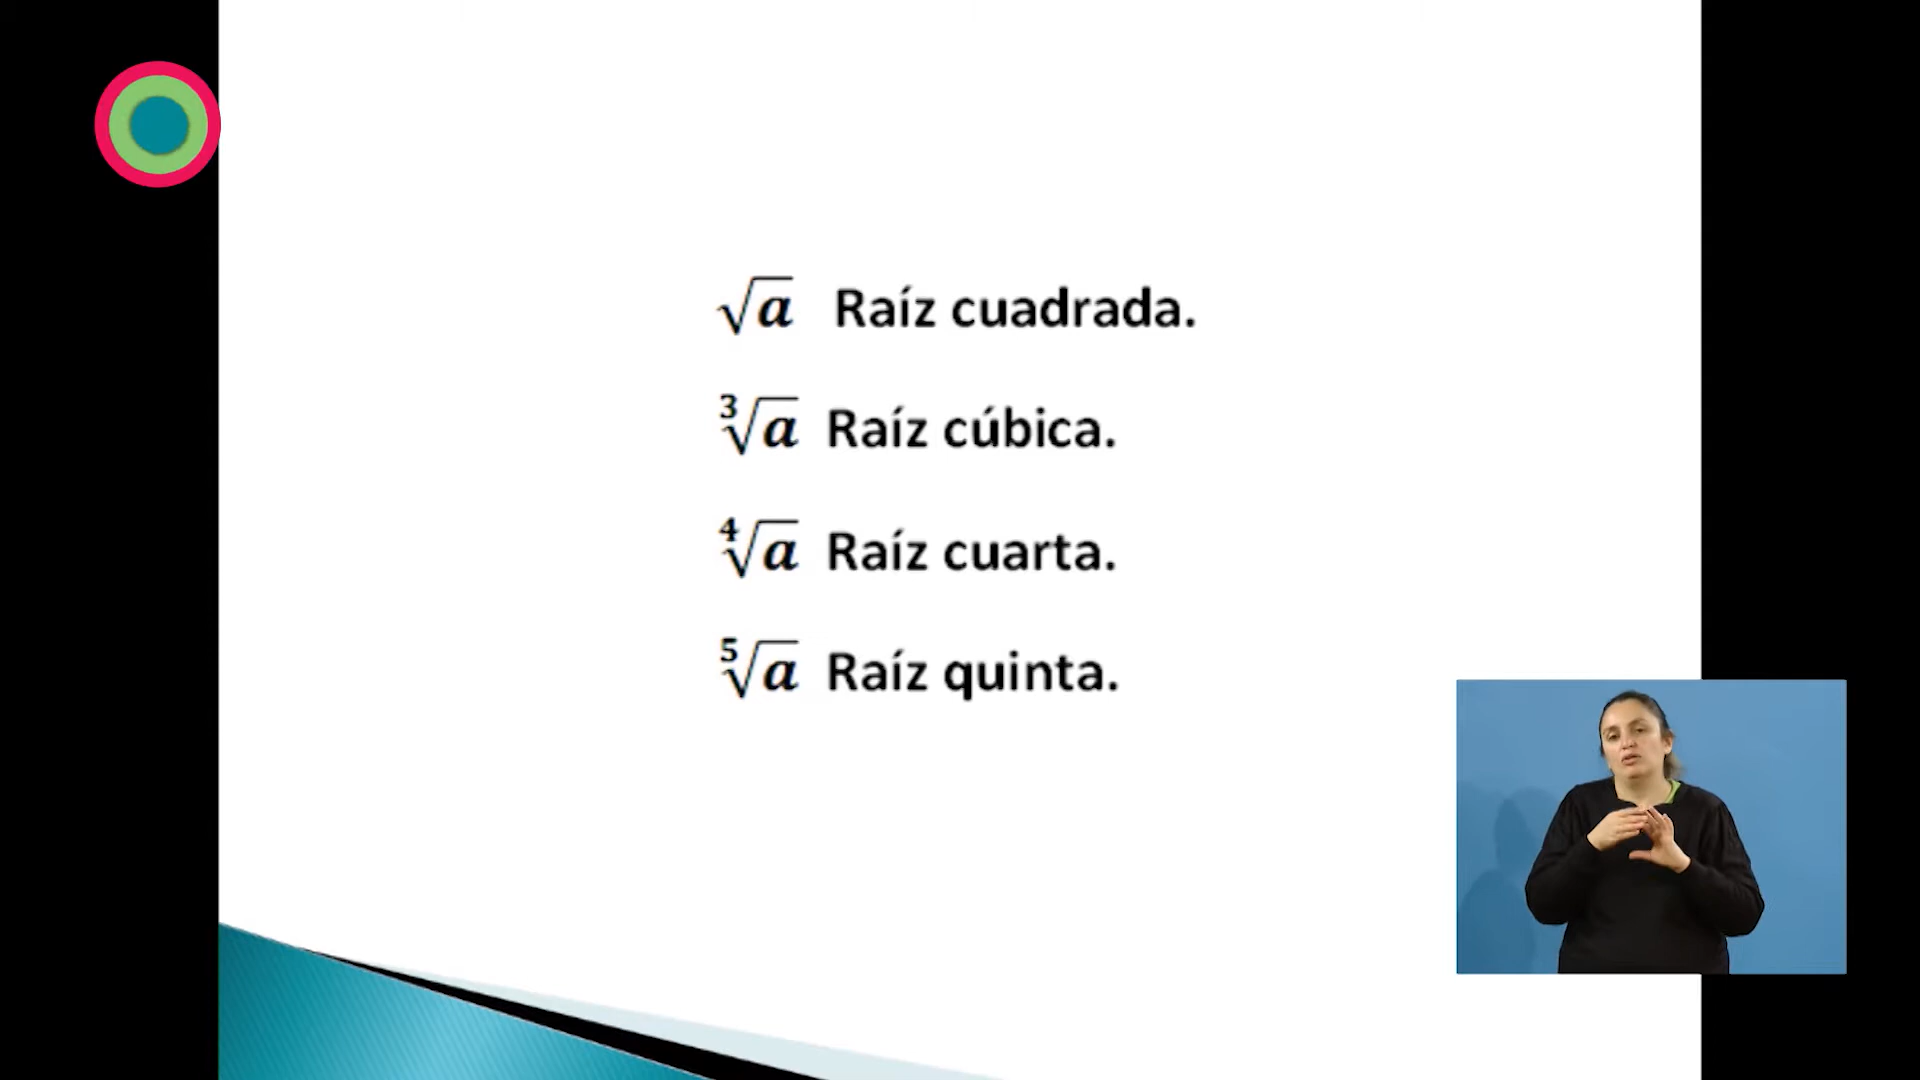 √a Raíz cuadrada.
∛a Raíz cúbica.
∜a Raíz cuarta.
⁵√a Raíz quinta.